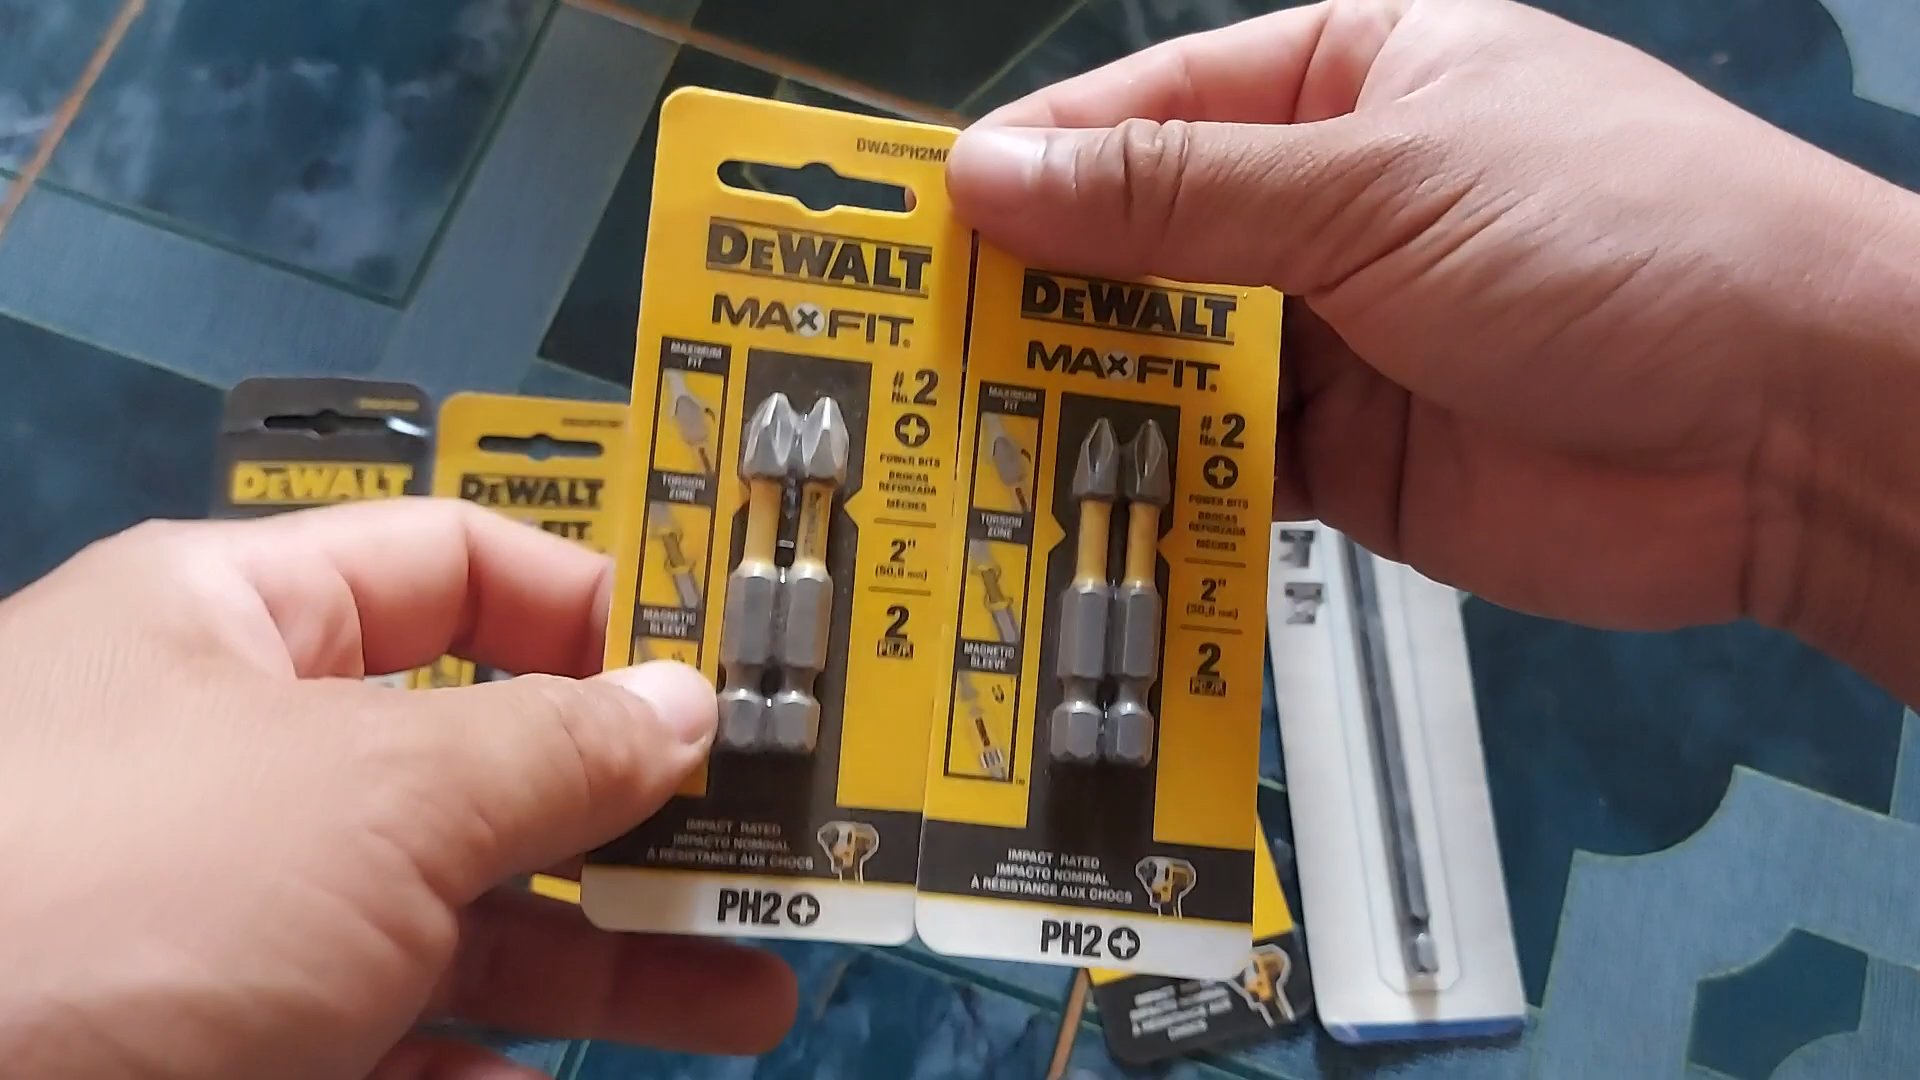 DWA2PH2M
DEWALT
MAXFIT.
MAXIMUM
FIT
TORSION
ZONE
MAGNETIC
SLEEVE
#
No. 2
POWER BITS
BROCAS
REFORZADA
MÈCHES
2"
(50,8 mm)
2
IMPACT RATED
IMPACTO NOMINAL
À RÉSISTANCE AUX CHOCS
PH2
DEWALT
MAXFIT.
MAXIMUM
FIT
TORSION
ZONE
MAGNETIC
SLEEVE
#
No. 2
POWER BITS
BROCAS
REFORZADA
MÈCHES
2"
(50,8 mm)
2
IMPACT RATED
IMPACTO NOMINAL
À RÉSISTANCE AUX CHOCS
PH2
DEWALT
DEWALT